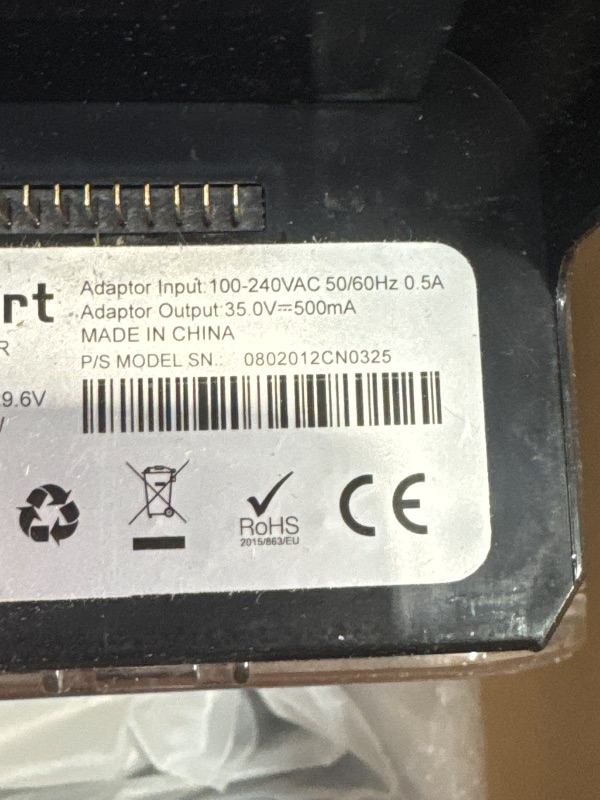 rt
Adaptor Input: 100-240VAC 50/60Hz 0.5A
Adaptor Output:35.0V⎓500mA
R
MADE IN CHINA
P/S MODEL SN.: 0802012CN0325
9.6V
RoHS
2015/863/EU
CE